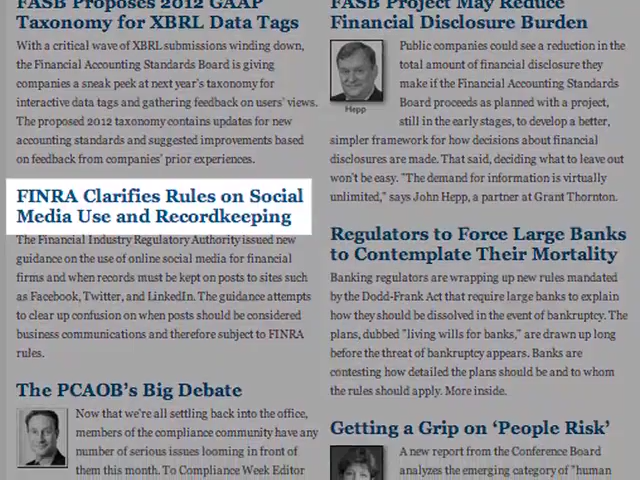 FASB Proposes 2012 GAAP
Taxonomy for XBRL Data Tags
With a critical wave of XBRL submissions winding down,
the Financial Accounting Standards Board is giving
companies a sneak peek at next year's taxonomy for
interactive data tags and gathering feedback on users' views.
The proposed 2012 taxonomy contains updates for new
accounting standards and suggested improvements based
on feedback from companies' prior experiences.
FINRA Clarifies Rules on Social
Media Use and Recordkeeping
The Financial Industry Regulatory Authority issued new
guidance on the use of online social media for financial
firms and when records must be kept on posts to sites such
as Facebook, Twitter, and LinkedIn. The guidance attempts
to clear up confusion on when posts should be considered
business communications and therefore subject to FINRA
rules.
The PCAOB's Big Debate
Now that we're all settling back into the office,
members of the compliance community have any
number of serious issues looming in front of
them this month. To Compliance Week Editor
FASB Project May Reduce
Financial Disclosure Burden
Public companies could see a reduction in the
total amount of financial disclosure they
make if the Financial Accounting Standards
Board proceeds as planned with a project,
Hepp
still in the early stages, to develop a better,
simpler framework for how decisions about financial
disclosures are made. That said, deciding what to leave out
won't be easy. "The demand for information is virtually
unlimited," says John Hepp, a partner at Grant Thornton.
Regulators to Force Large Banks
to Contemplate Their Mortality
Banking regulators are wrapping up new rules mandated
by the Dodd-Frank Act that require large banks to explain
how they should be dissolved in the event of bankruptcy. The
plans, dubbed "living wills for banks," are drawn up long
before the threat of bankruptcy appears. Banks are
contesting how detailed the plans should be and to whom
the rules should apply. More inside.
Getting a Grip on 'People Risk'
A new report from the Conference Board
analyzes the emerging category of "human